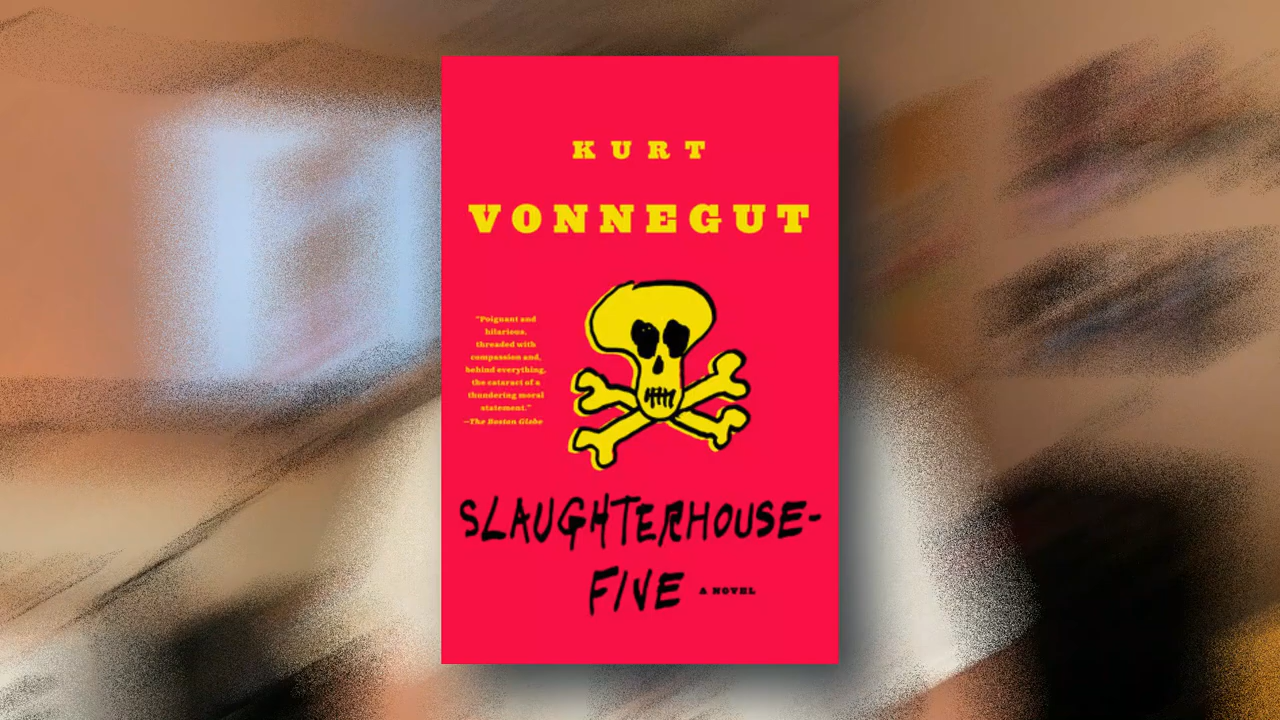 KURT
VONNEGUT
"Poignant and
hilarious,
threaded with
compassion and,
behind everything,
the cataract of a
thundering moral
statement."
—The Boston Globe
SLAUGHTERHOUSE-
FIVE A NOVEL